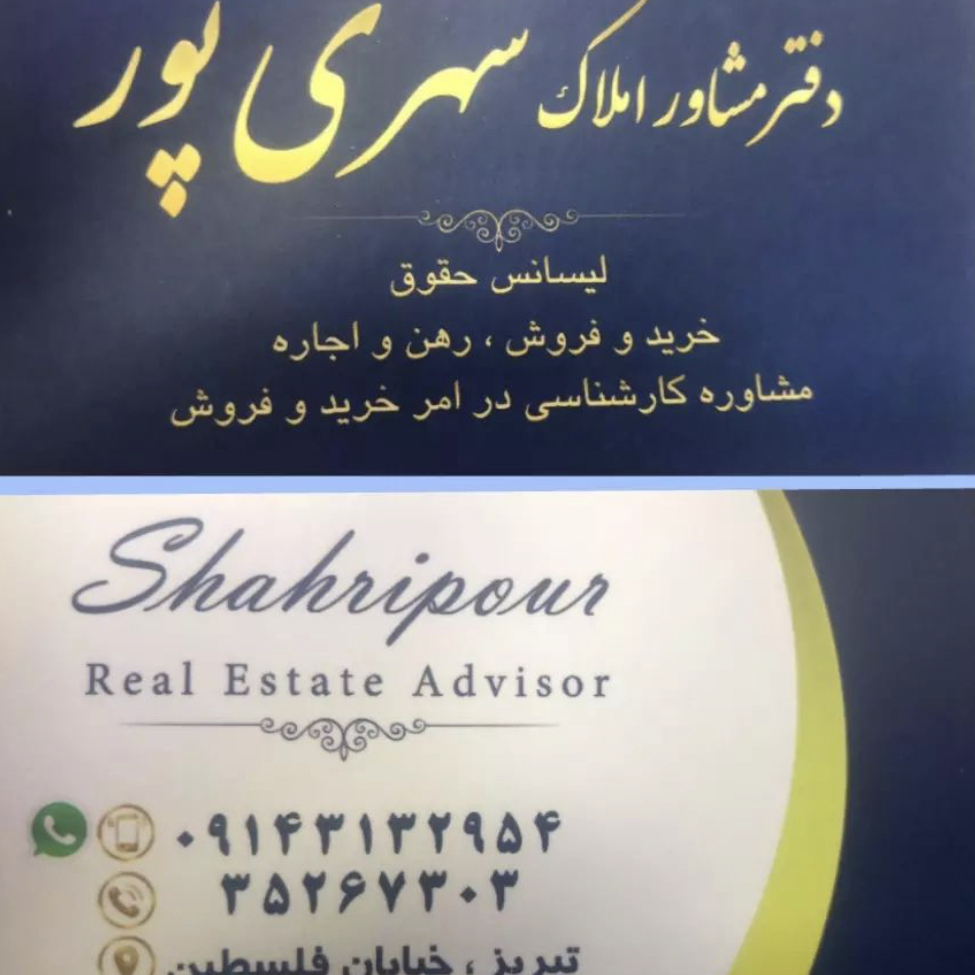 دفتر مشاور املاک سهری پور
لیسانس حقوق
خرید و فروش ، رهن و اجاره
مشاوره کارشناسی در امر خرید و فروش
Shahripour
Real Estate Advisor
۰۹۱۴۳۱۳۲۹۵۴
۳۵۲۶۷۳۰۳
تبریز ، خیابان فلسطین